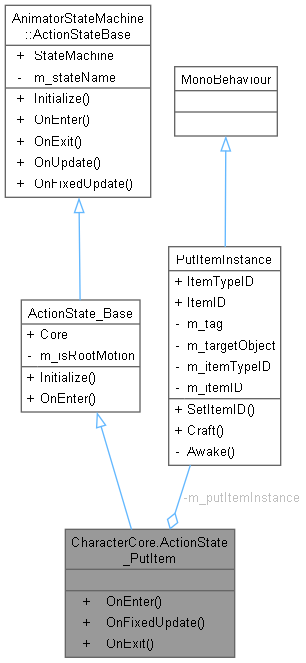 AnimatorStateMachine
::ActionStateBase
+ StateMachine
- m_stateName
+ Initialize()
+ OnEnter()
+ OnExit()
+ OnUpdate()
+ OnFixedUpdate()
MonoBehaviour
ActionState_Base
+ Core
- m_isRootMotion
+ Initialize()
+ OnEnter()
PutItemInstance
+ ItemTypeID
+ ItemID
- m_tag
- m_targetObject
- m_itemTypeID
- m_itemID
+ SetItemID()
+ Craft()
- Awake()
-m_putItemInstance
CharacterCore.ActionState
_PutItem
+ OnEnter()
+ OnFixedUpdate()
+ OnExit()